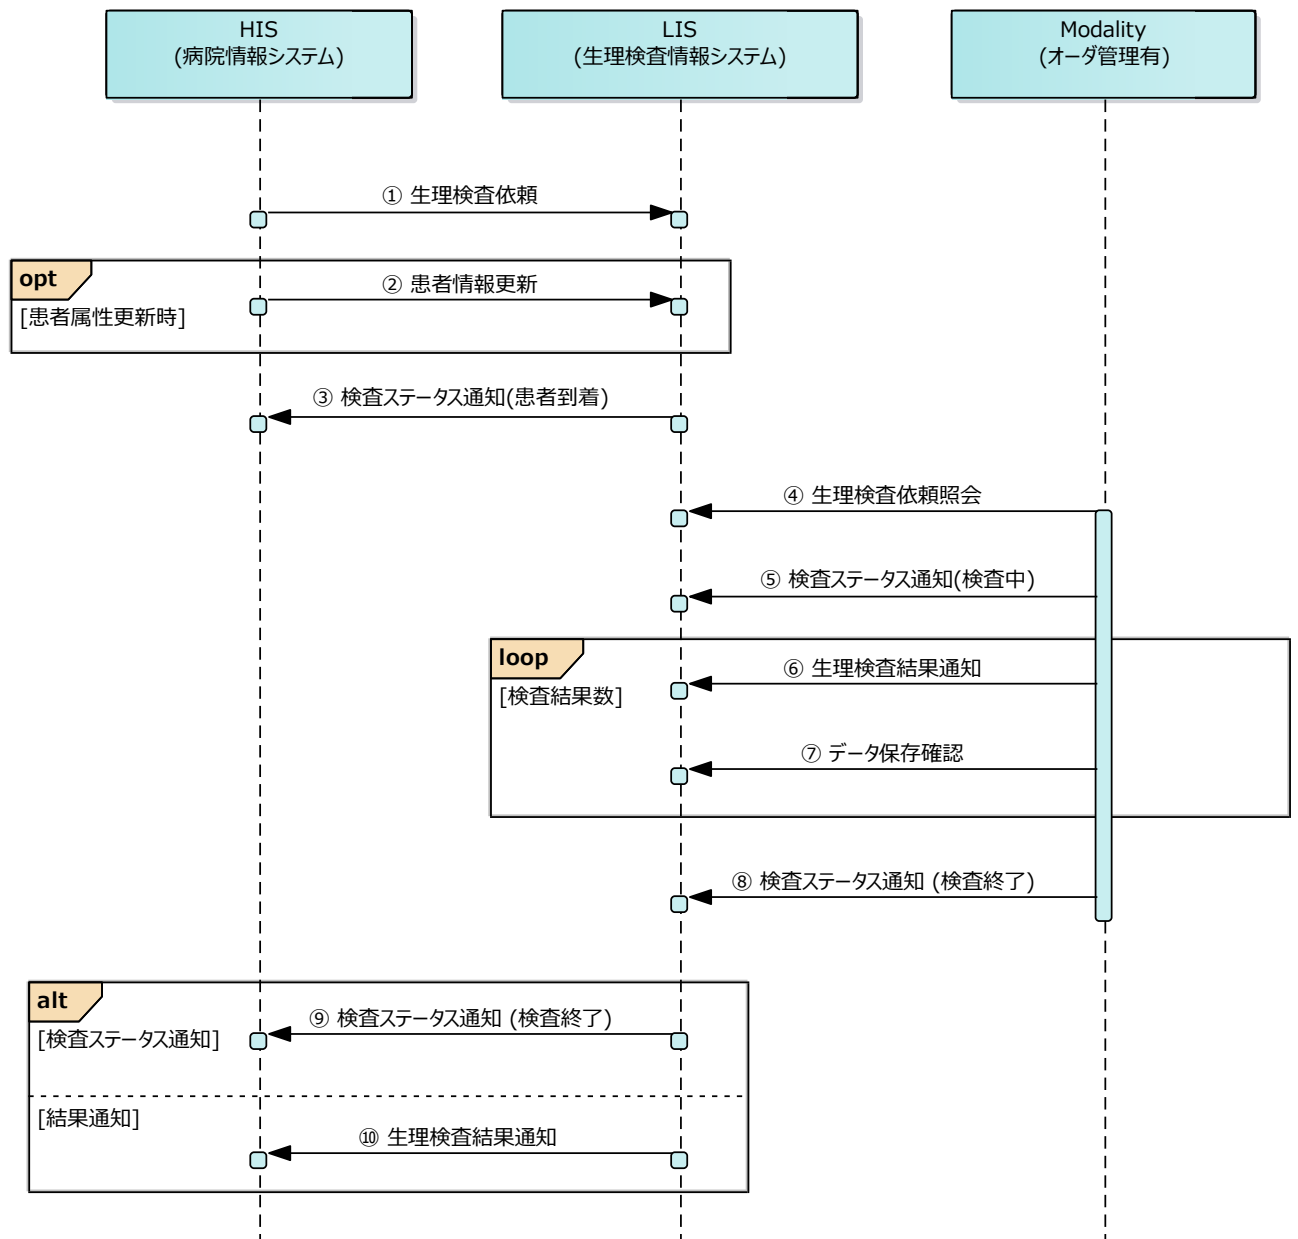 HIS
(病院情報システム)
LIS
(生理検査情報システム)
Modality
(オーダ管理有)
① 生理検査依頼
opt
② 患者情報更新
[患者属性更新時]
③ 検査ステータス通知(患者到着)
④ 生理検査依頼照会
⑤ 検査ステータス通知(検査中)
loop
⑥ 生理検査結果通知
[検査結果数]
⑦ データ保存確認
⑧ 検査ステータス通知 (検査終了)
alt
⑨ 検査ステータス通知 (検査終了)
[検査ステータス通知]
[結果通知]
⑩ 生理検査結果通知